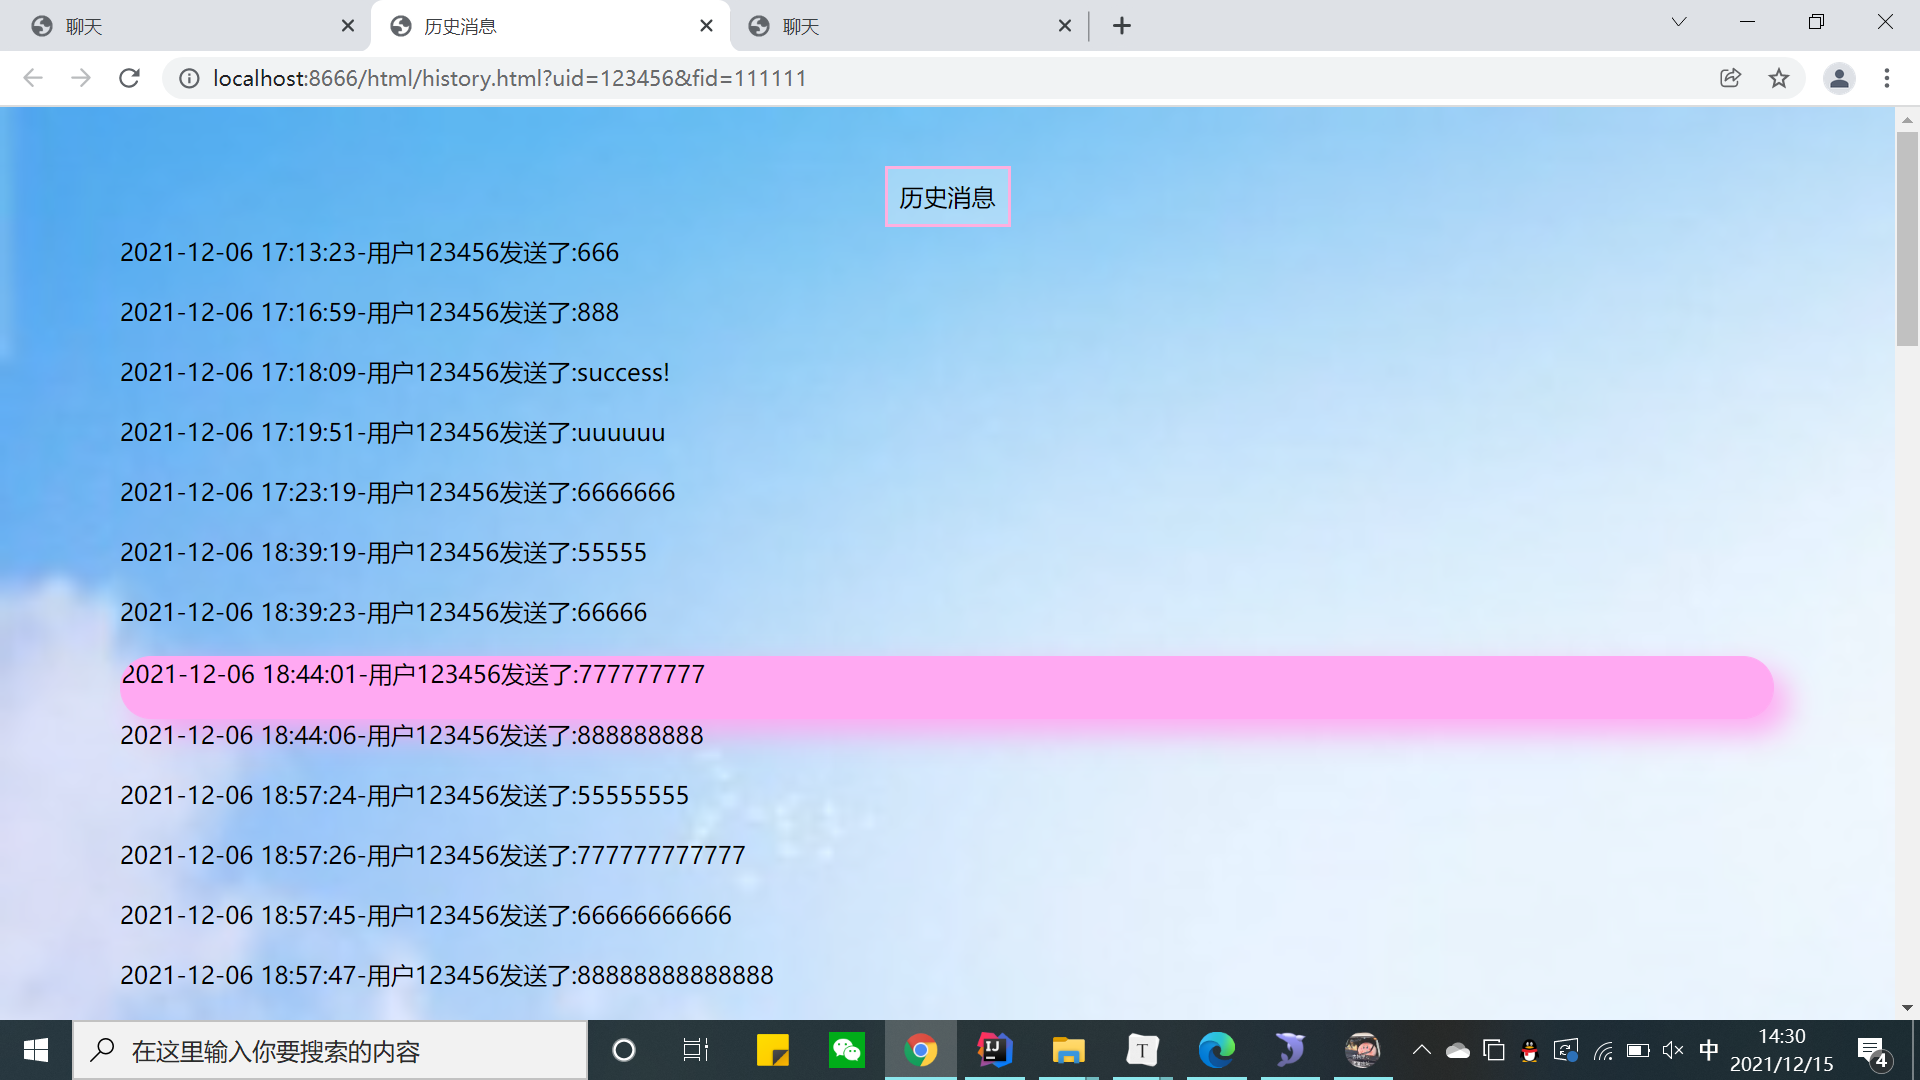 聊天
历史消息
聊天
localhost:8666/html/history.html?uid=123456&fid=111111
历史消息
2021-12-06 17:13:23-用户123456发送了:666
2021-12-06 17:16:59-用户123456发送了:888
2021-12-06 17:18:09-用户123456发送了:success!
2021-12-06 17:19:51-用户123456发送了:uuuuuu
2021-12-06 17:23:19-用户123456发送了:6666666
2021-12-06 18:39:19-用户123456发送了:55555
2021-12-06 18:39:23-用户123456发送了:66666
2021-12-06 18:44:01-用户123456发送了:777777777
2021-12-06 18:44:06-用户123456发送了:888888888
2021-12-06 18:57:24-用户123456发送了:55555555
2021-12-06 18:57:26-用户123456发送了:777777777777
2021-12-06 18:57:45-用户123456发送了:66666666666
2021-12-06 18:57:47-用户123456发送了:88888888888888
在这里输入你要搜索的内容
IJ
T
中
14:30
2021/12/15
4